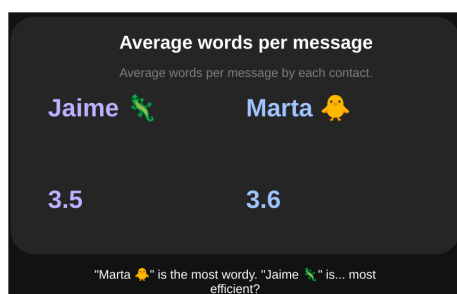 Average words per message
Average words per message by each contact.
Jaime 🦎 Marta 🐥
3.5 3.6
"Marta 🐥" is the most wordy. "Jaime 🦎" is... most
efficient?